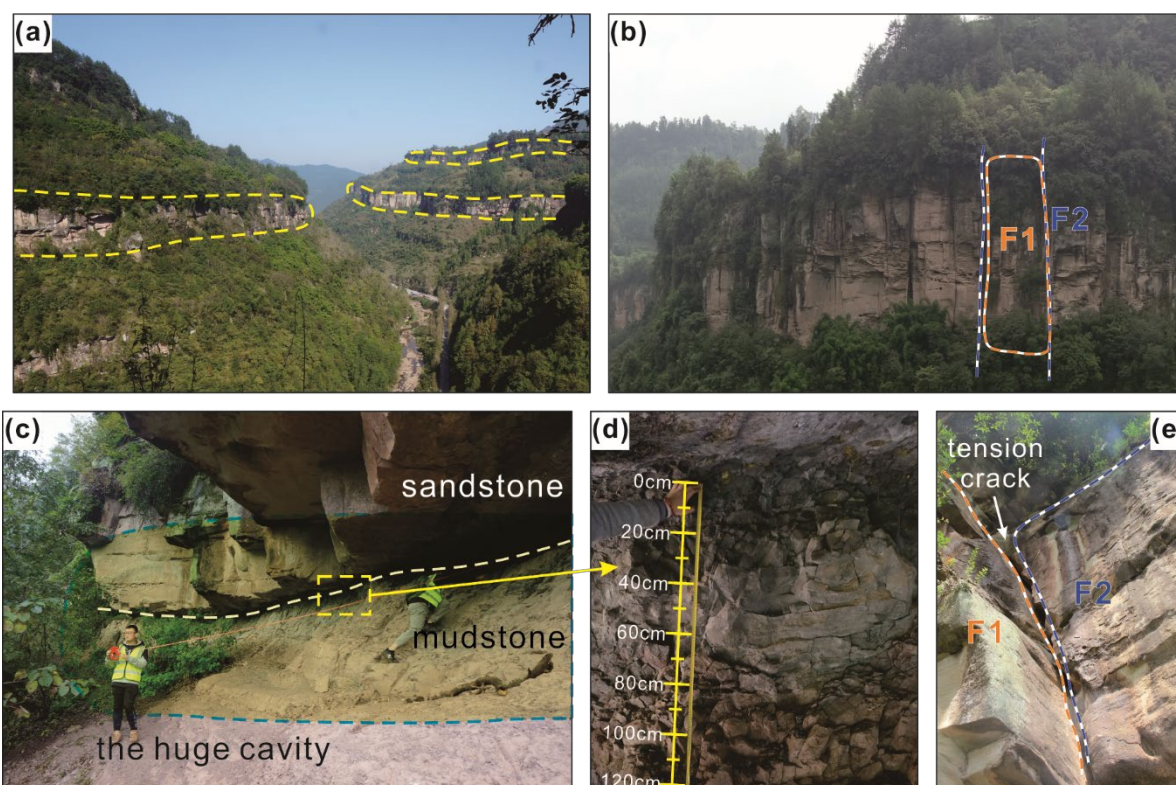 (a)
(b)
F1
F2
(c)
sandstone
mudstone
the huge cavity
(d)
0cm
20cm
40cm
60cm
80cm
100cm
120cm
(e)
tension
crack
F1
F2